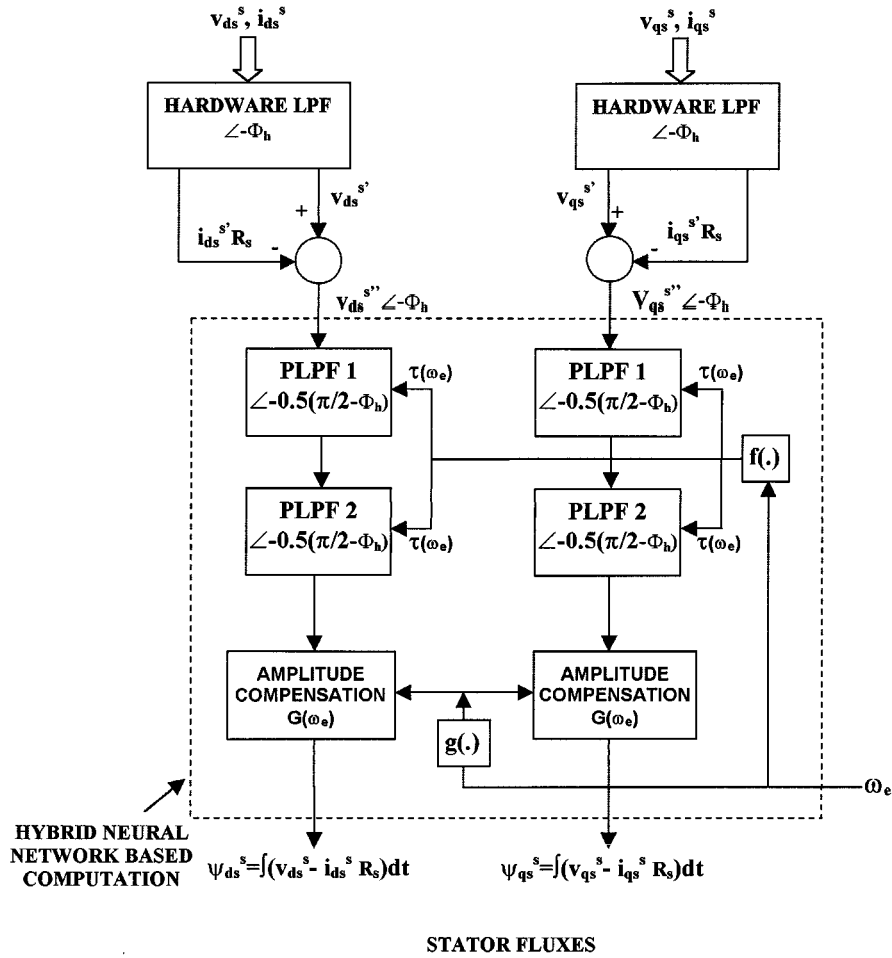 v_ds^s, i_ds^s
v_qs^s, i_qs^s
HARDWARE LPF
∠-Φ_h
HARDWARE LPF
∠-Φ_h
v_ds^s'
+
i_ds^s' R_s
-
v_qs^s'
+
i_qs^s' R_s
-
v_ds^s'' ∠-Φ_h
V_qs^s'' ∠-Φ_h
PLPF 1
∠-0.5(π/2-Φ_h)
τ(ω_e)
PLPF 1
∠-0.5(π/2-Φ_h)
τ(ω_e)
f(.)
PLPF 2
∠-0.5(π/2-Φ_h)
τ(ω_e)
PLPF 2
∠-0.5(π/2-Φ_h)
τ(ω_e)
AMPLITUDE
COMPENSATION
G(ω_e)
AMPLITUDE
COMPENSATION
G(ω_e)
g(.)
ω_e
HYBRID NEURAL
NETWORK BASED
COMPUTATION
ψ_ds^s=∫(v_ds^s - i_ds^s R_s)dt
ψ_qs^s=∫(v_qs^s - i_qs^s R_s)dt
STATOR FLUXES